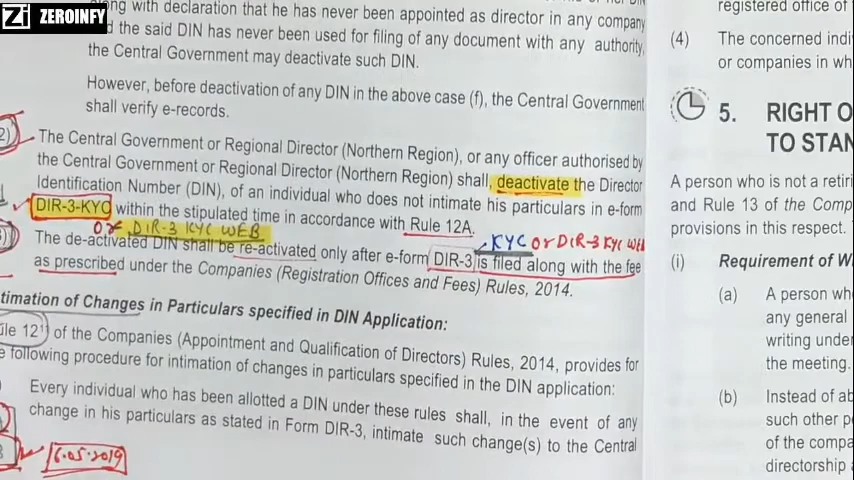 Zi ZEROINFY
with declaration that he has never been appointed as director in any company
the said DIN has never been used for filing of any document with any authority,
the Central Government may deactivate such DIN.
However, before deactivation of any DIN in the above case (f), the Central Government
shall verify e-records.
2) The Central Government or Regional Director (Northern Region), or any officer authorised by
the Central Government or Regional Director (Northern Region) shall, deactivate the Director
Identification Number (DIN), of an individual who does not intimate his particulars in e-form
DIR-3-KYC within the stipulated time in accordance with Rule 12A.
or DIR-3 KYC WEB
KYC or DIR-3 KYC WEB
The de-activated DIN shall be re-activated only after e-form DIR-3 is filed along with the fee
as prescribed under the Companies (Registration Offices and Fees) Rules, 2014.
timation of Changes in Particulars specified in DIN Application:
ule 12¹ of the Companies (Appointment and Qualification of Directors) Rules, 2014, provides for
following procedure for intimation of changes in particulars specified in the DIN application:
Every individual who has been allotted a DIN under these rules shall, in the event of any
change in his particulars as stated in Form DIR-3, intimate such change(s) to the Central
6.05.2019
registered office of
(4) The concerned indi
or companies in wh
5. RIGHT O
TO STAN
A person who is not a retiri
and Rule 13 of the Comp
provisions in this respect.
(i) Requirement of W
(a) A person wh
any general
writing unde
the meeting.
(b) Instead of ab
such other p
of the compa
directorship